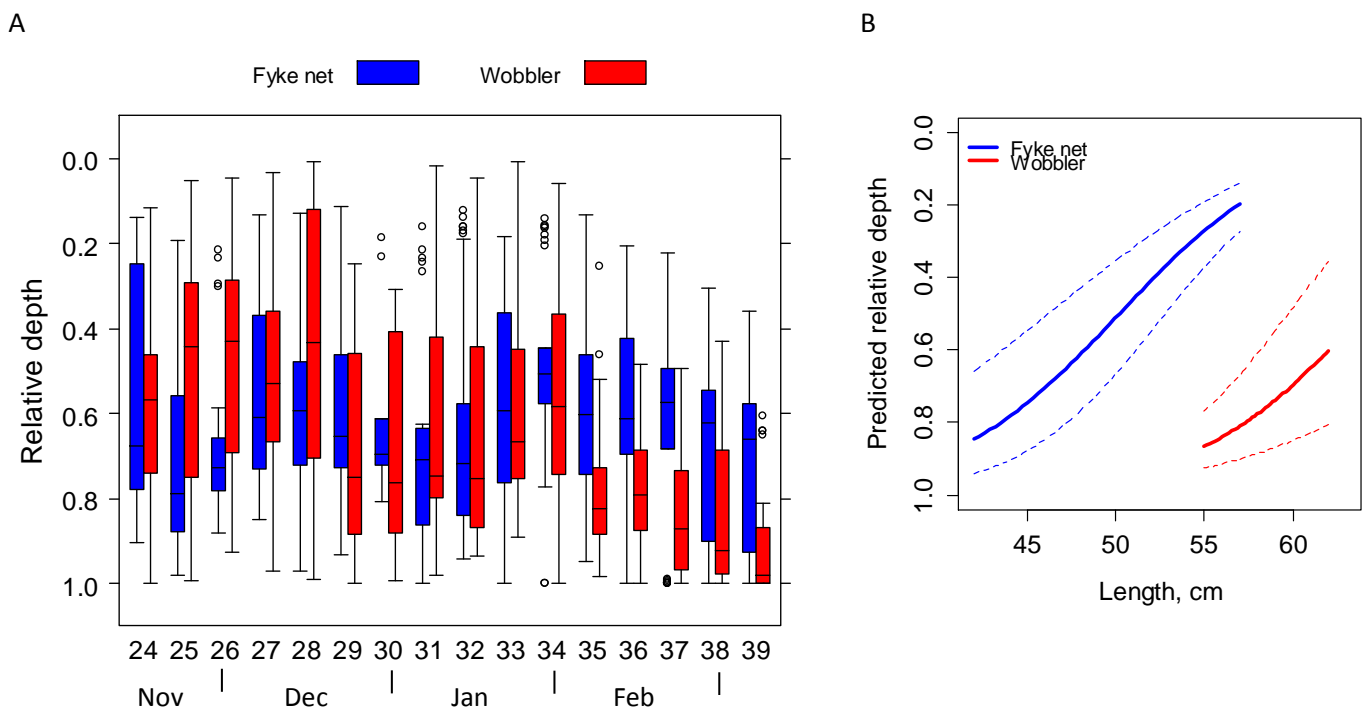 A
B
Fyke net Wobbler
Relative depth
0.0
0.2
0.4
0.6
0.8
1.0
24 25 26 27 28 29 30 31 32 33 34 35 36 37 38 39
Nov | Dec | Jan | Feb |
Predicted relative depth
0.0
0.2
0.4
0.6
0.8
1.0
Fyke net
Wobbler
45 50 55 60
Length, cm